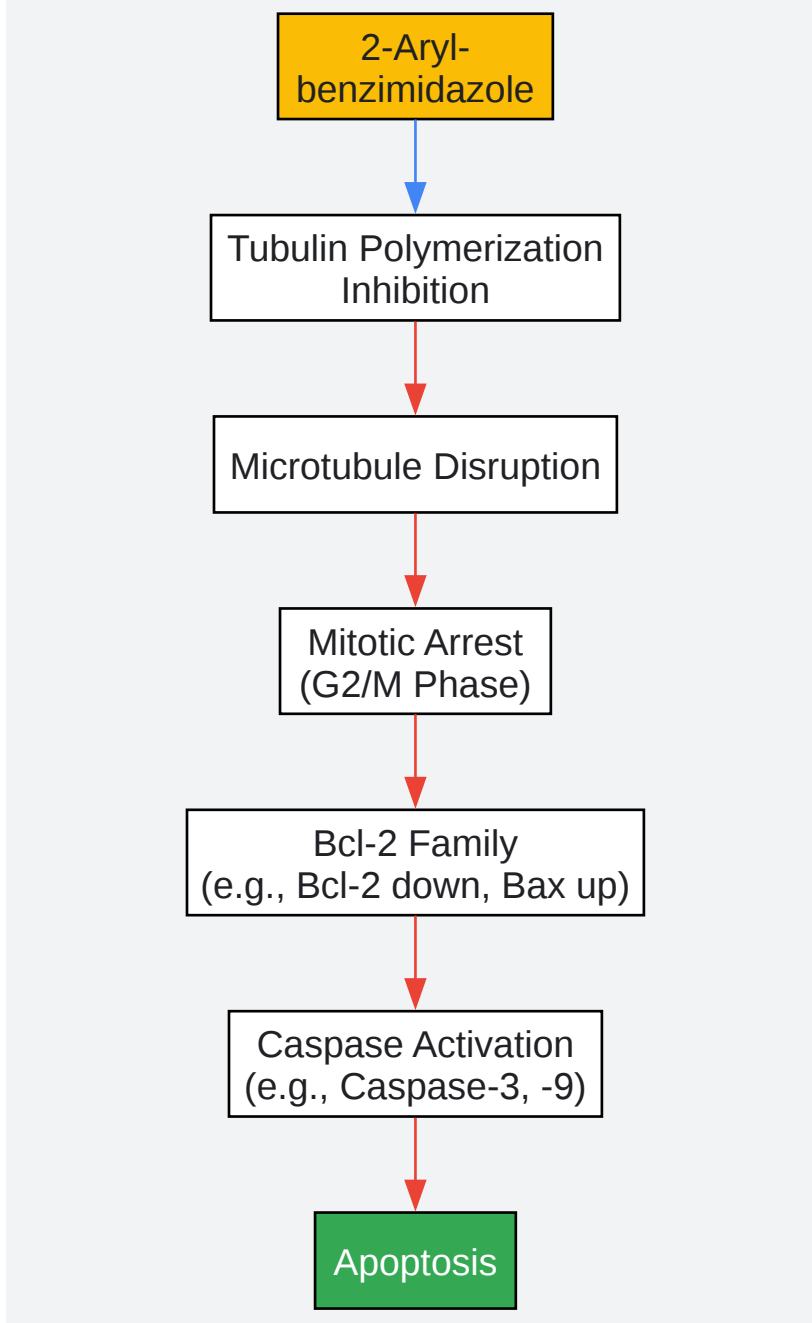 2-Aryl-
benzimidazole
Tubulin Polymerization
Inhibition
Microtubule Disruption
Mitotic Arrest
(G2/M Phase)
Bcl-2 Family
(e.g., Bcl-2 down, Bax up)
Caspase Activation
(e.g., Caspase-3, -9)
Apoptosis